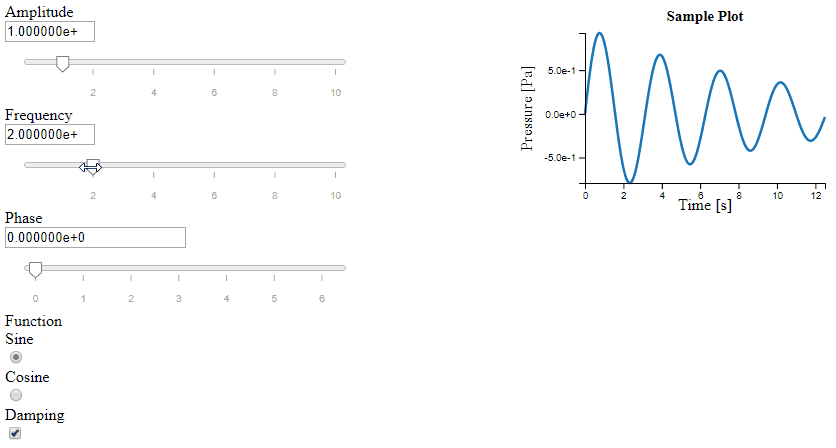 Amplitude
1.000000e+
2 4 6 8 10
Frequency
2.000000e+
2 4 6 8 10
Phase
0.000000e+0
0 1 2 3 4 5 6
Function
Sine
Cosine
Damping
Sample Plot
Pressure [Pa]
5.0e-1
0.0e+0
-5.0e-1
0 2 4 6 8 10 12
Time [s]